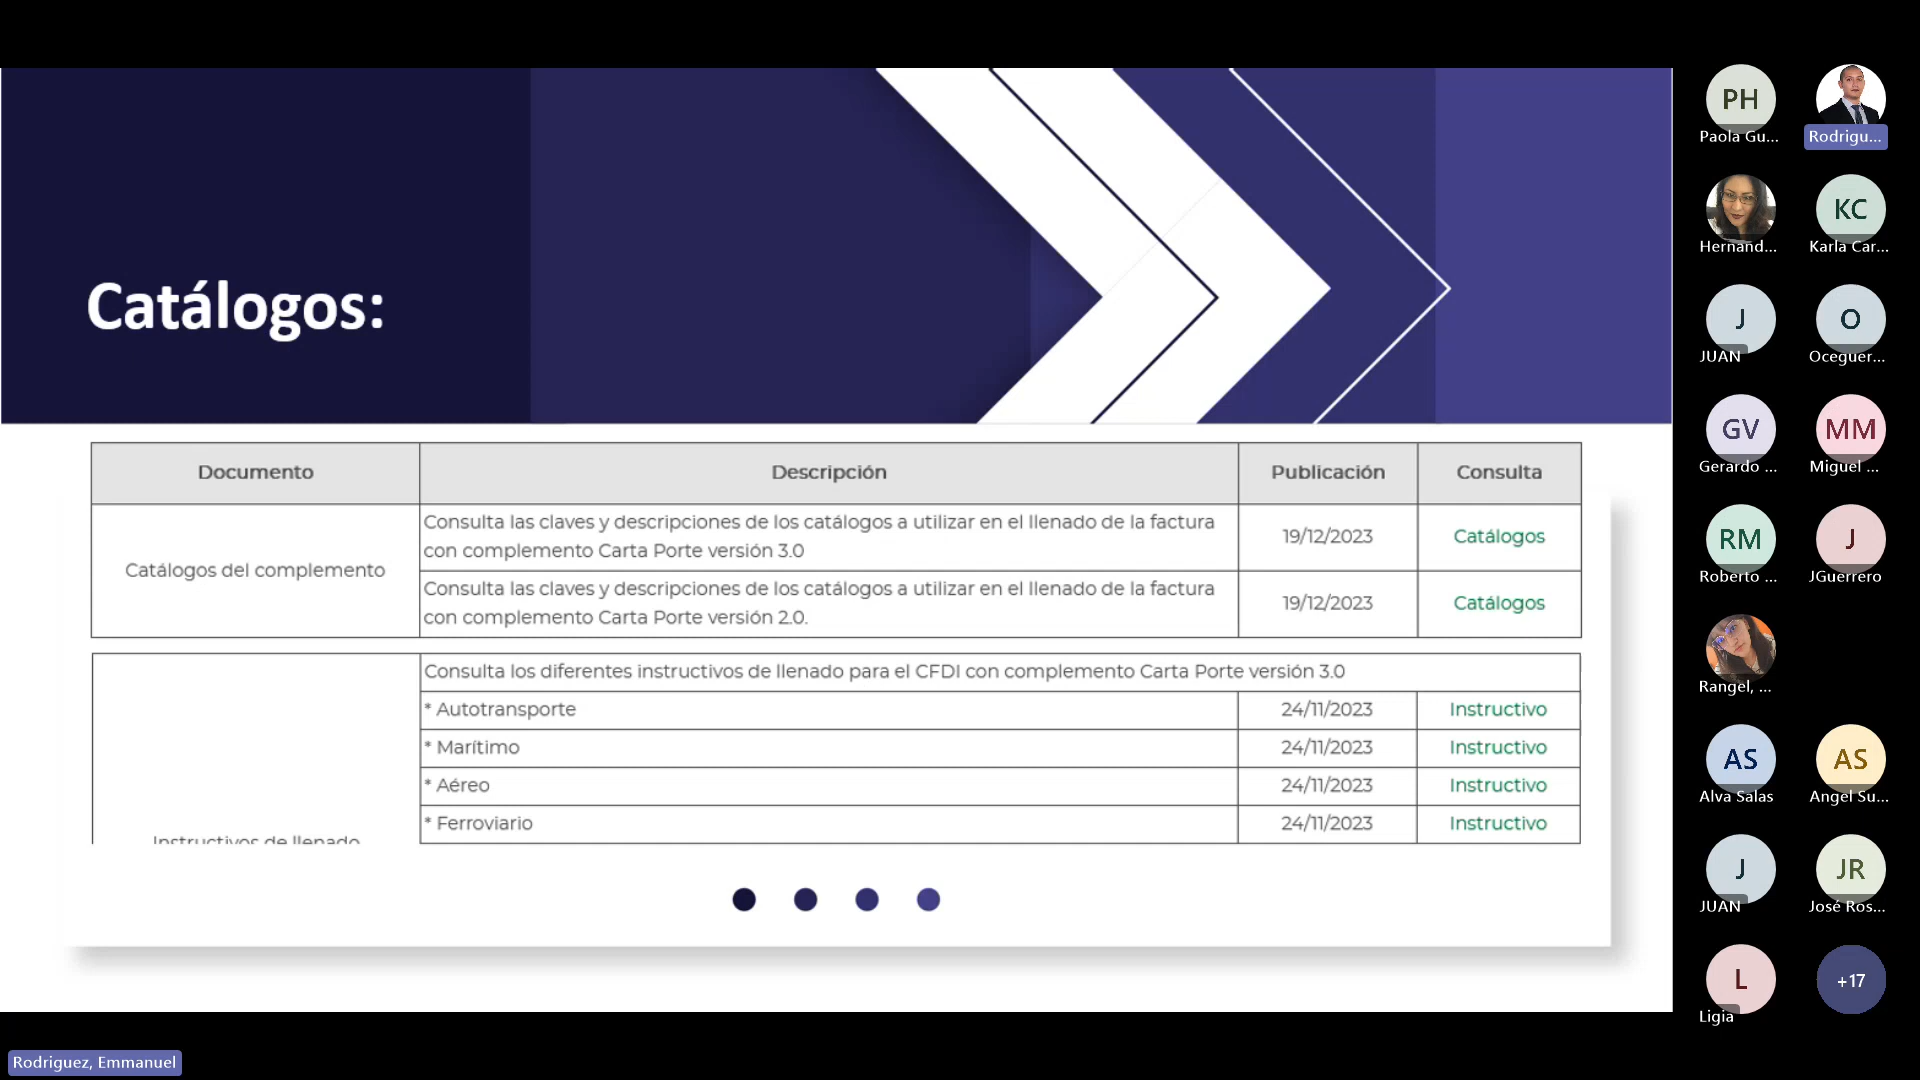 Catálogos:
Documento
Descripción
Publicación
Consulta
Catálogos del complemento
Consulta las claves y descripciones de los catálogos a utilizar en el llenado de la factura
con complemento Carta Porte versión 3.0
19/12/2023
Catálogos
Consulta las claves y descripciones de los catálogos a utilizar en el llenado de la factura
con complemento Carta Porte versión 2.0.
19/12/2023
Catálogos
Instructivos de llenado
Consulta los diferentes instructivos de llenado para el CFDI con complemento Carta Porte versión 3.0
* Autotransporte
24/11/2023
Instructivo
* Marítimo
24/11/2023
Instructivo
* Aéreo
24/11/2023
Instructivo
* Ferroviario
24/11/2023
Instructivo
PH
Paola Gu...
Rodrigu...
Hernánd...
KC
Karla Car...
J
JUAN
O
Oceguer...
GV
Gerardo ...
MM
Miguel ...
RM
Roberto ...
J
JGuerrero
Rangel, ...
AS
Alva Salas
AS
Angel Su...
J
JUAN
JR
José Ros...
L
Ligia
+17
Rodriguez, Emmanuel